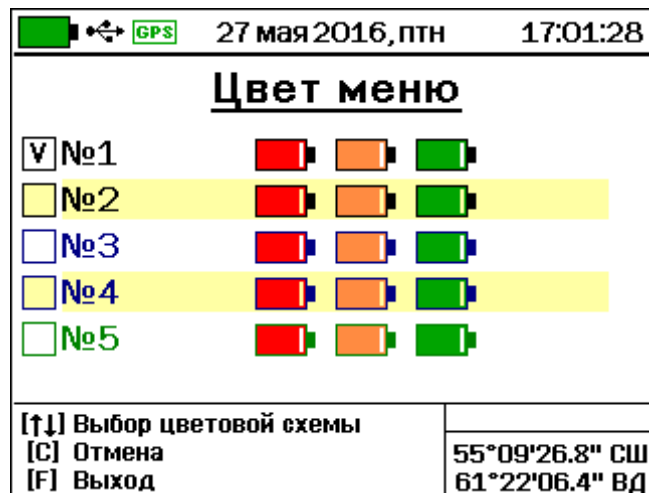 GPS 27 мая 2016, птн 17:01:28
Цвет меню
V №1
№2
№3
№4
№5
[↑↓] Выбор цветовой схемы
[C] Отмена
[F] Выход
55°09'26.8" СШ
61°22'06.4" ВД